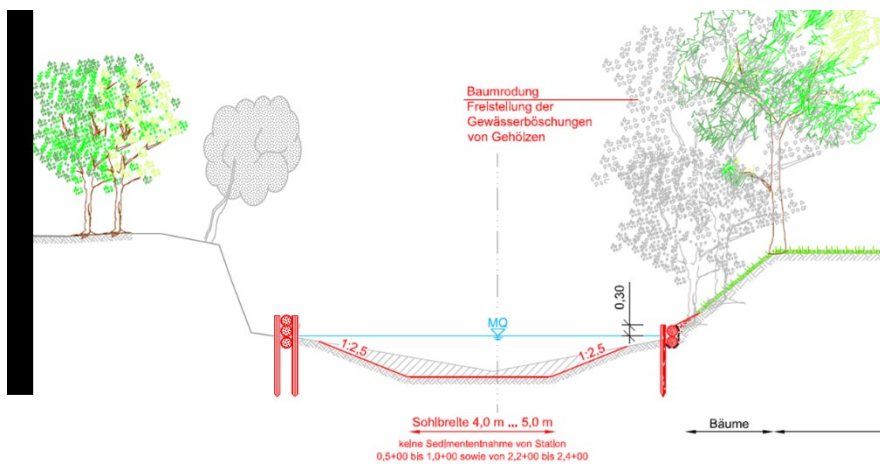 Baumrodung
Freistellung der
Gewässerböschungen
von Gehölzen
0,30
MQ
1:2,5
1:2,5
Sohlbreite 4,0 m ... 5,0 m
keine Sedimententnahme von Station
0,5+00 bis 1,0+00 sowie von 2,2+00 bis 2,4+00
Bäume